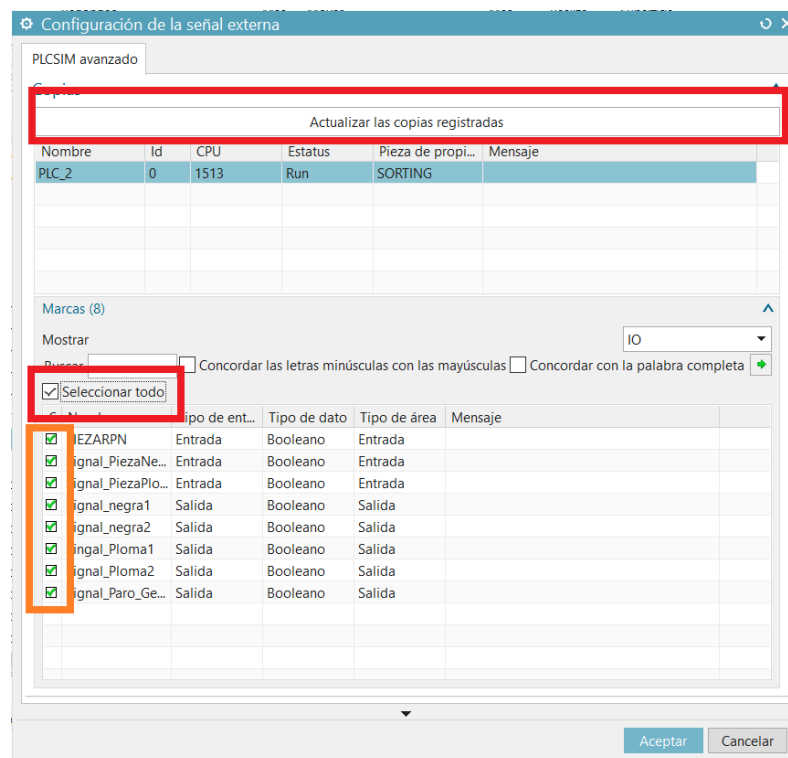 Configuración de la señal externa
PLCSIM avanzado
Actualizar las copias registradas
Nombre Id CPU Estatus Pieza de propi... Mensaje
PLC_2 0 1513 Run SORTING
Marcas (8)
Mostrar IO
Buscar Concordar las letras minúsculas con las mayúsculas Concordar con la palabra completa
Seleccionar todo
Tipo de ent... Tipo de dato Tipo de área Mensaje
IEZARPN Entrada Booleano Entrada
ignal_PiezaNe... Entrada Booleano Entrada
ignal_PiezaPlo... Entrada Booleano Entrada
ignal_negra1 Salida Booleano Salida
ignal_negra2 Salida Booleano Salida
ingal_Ploma1 Salida Booleano Salida
ignal_Ploma2 Salida Booleano Salida
ignal_Paro_Ge... Salida Booleano Salida
Aceptar Cancelar